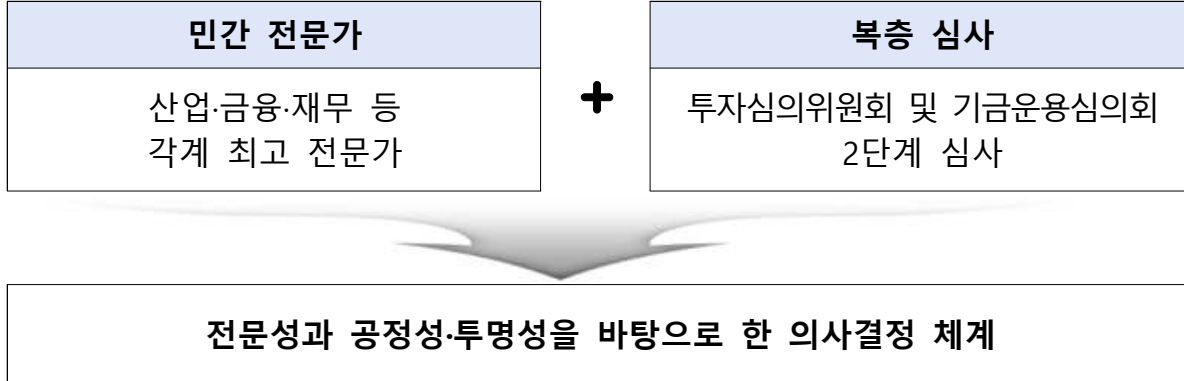 민간 전문가
산업·금융·재무 등
각계 최고 전문가
+
복층 심사
투자심의위원회 및 기금운용심의회
2단계 심사
전문성과 공정성·투명성을 바탕으로 한 의사결정 체계